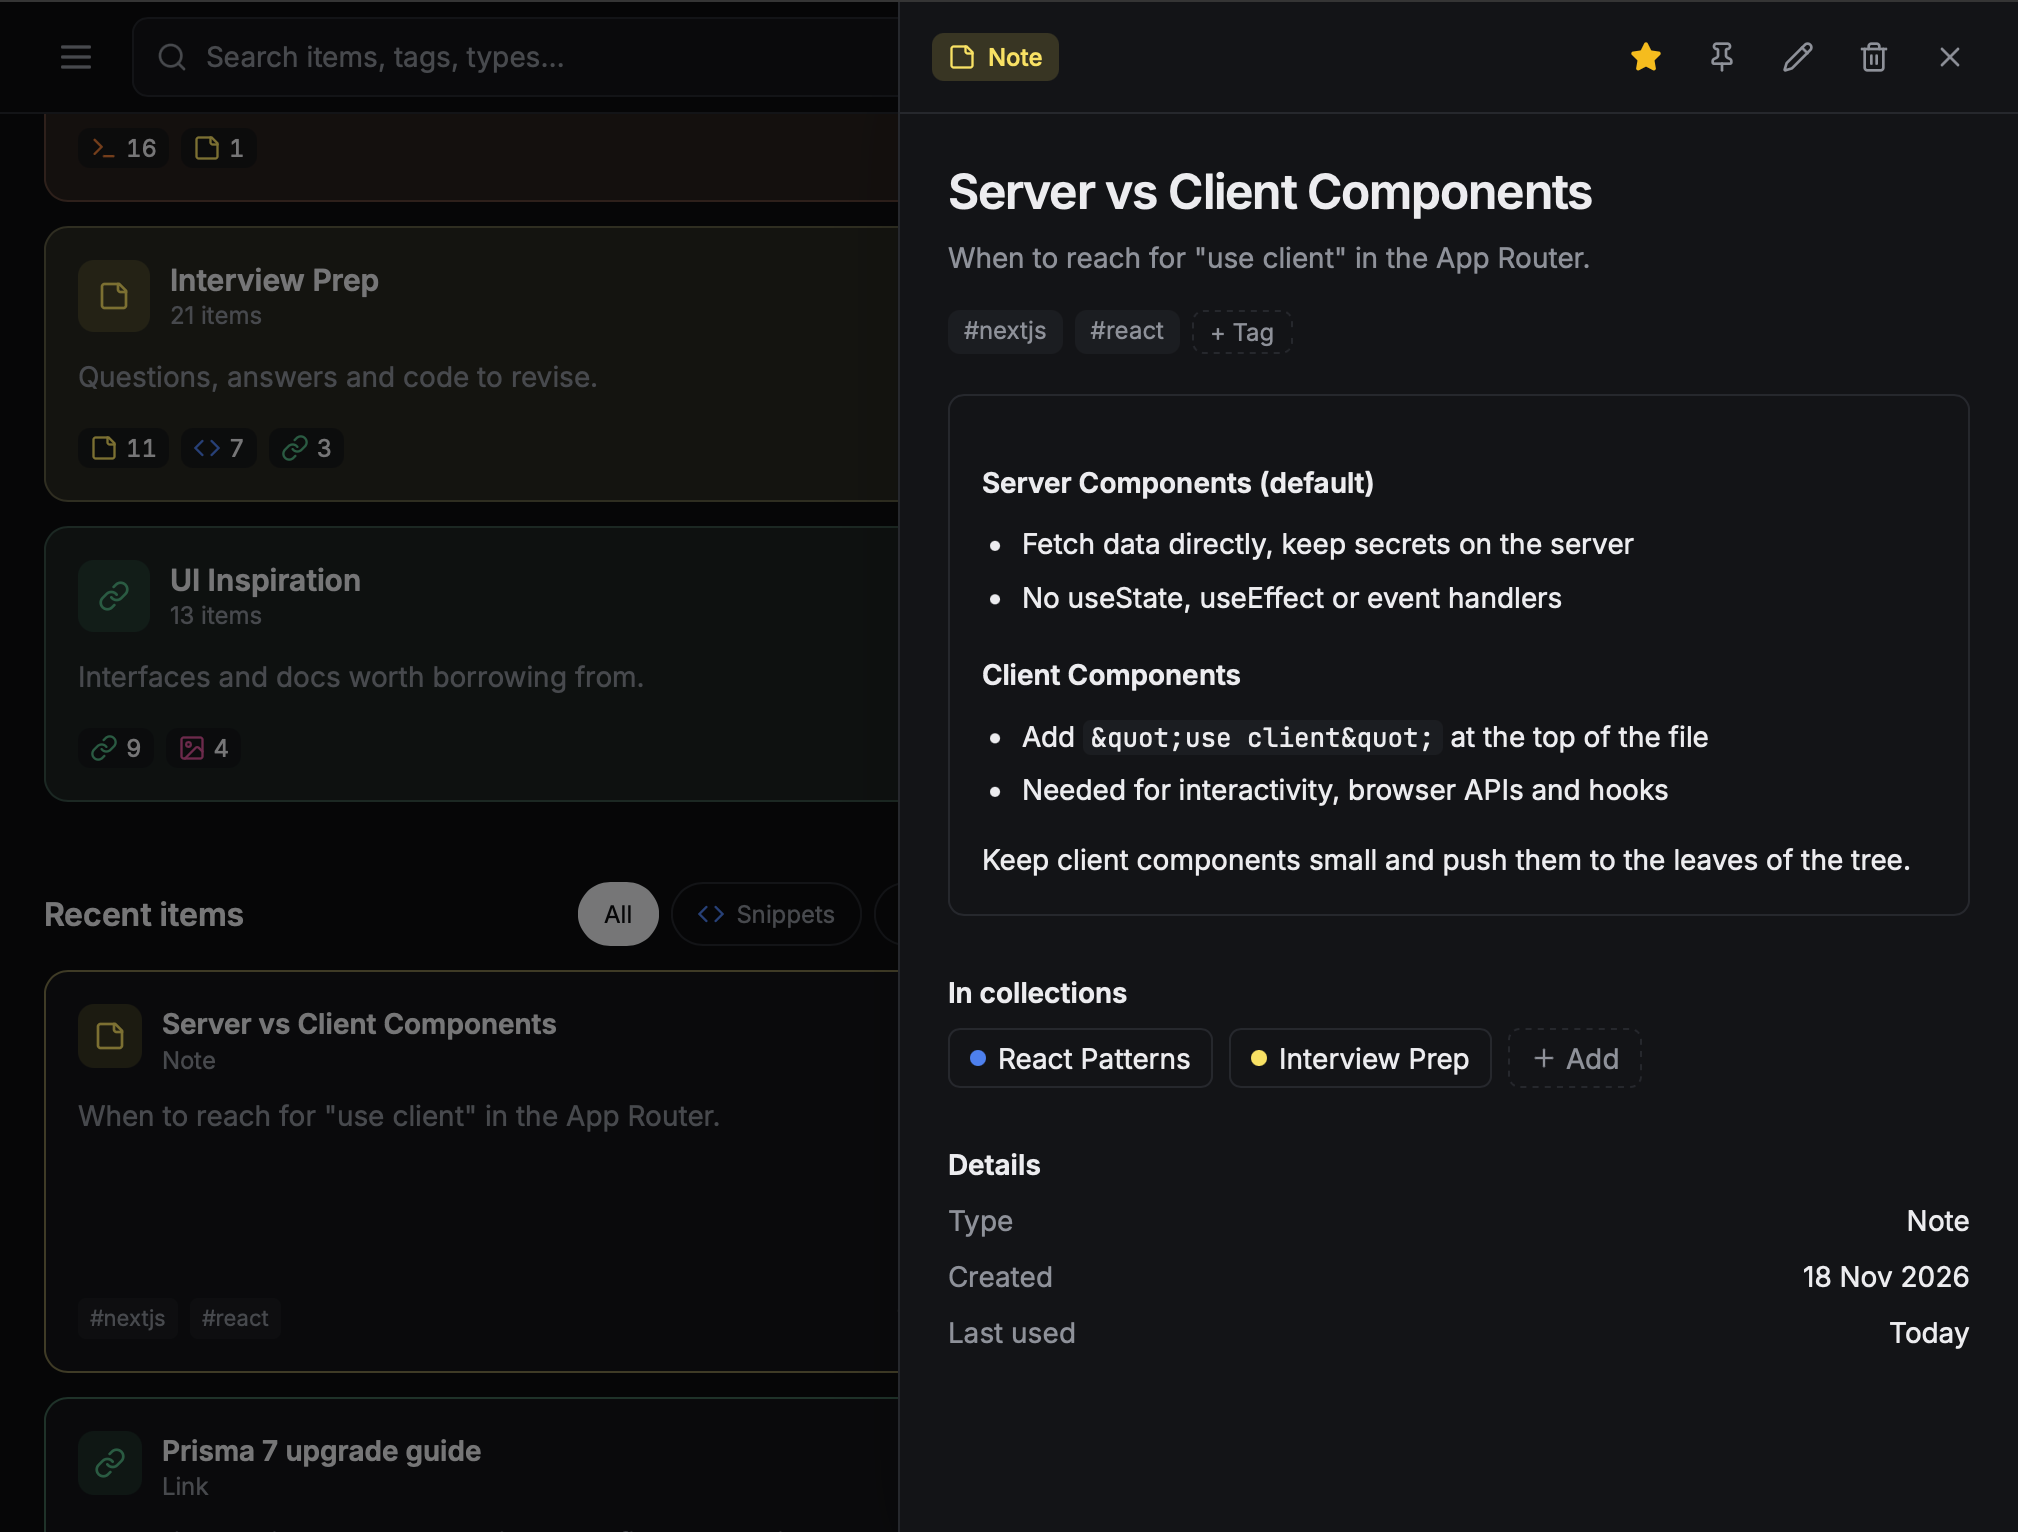 Search items, tags, types...
16
1
Interview Prep
21 items
Questions, answers and code to revise.
11
7
3
UI Inspiration
13 items
Interfaces and docs worth borrowing from.
9
4
Recent items
All
Snippets
Server vs Client Components
Note
When to reach for "use client" in the App Router.
#nextjs #react
Prisma 7 upgrade guide
Link
Note
Server vs Client Components
When to reach for "use client" in the App Router.
#nextjs #react + Tag
Server Components (default)
• Fetch data directly, keep secrets on the server
• No useState, useEffect or event handlers
Client Components
• Add &quot;use client&quot; at the top of the file
• Needed for interactivity, browser APIs and hooks
Keep client components small and push them to the leaves of the tree.
In collections
React Patterns
Interview Prep
+ Add
Details
Type Note
Created 18 Nov 2026
Last used Today